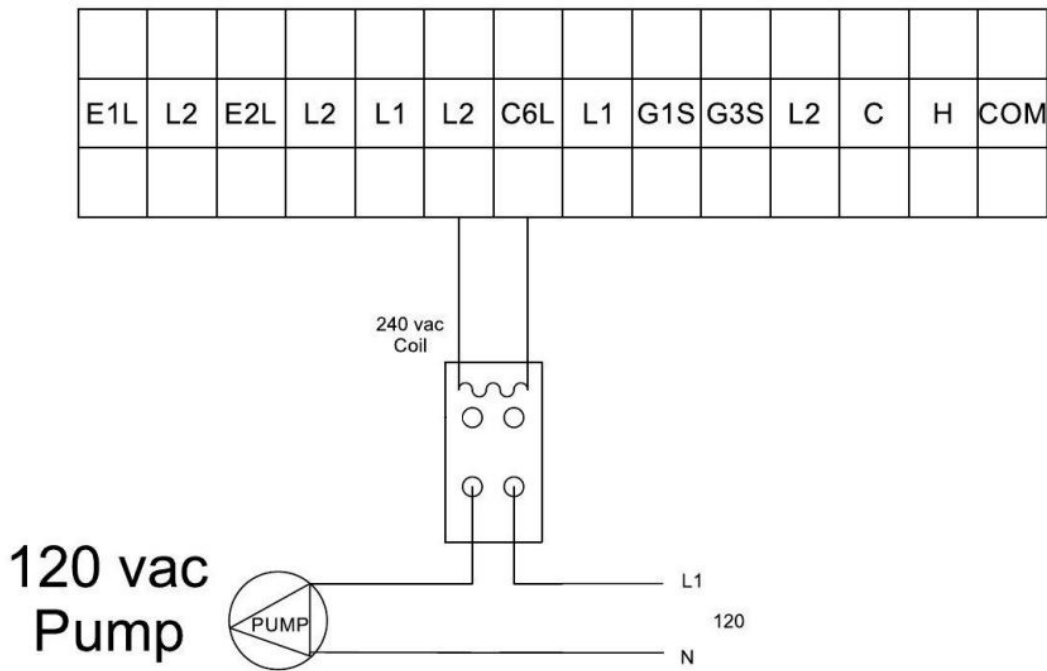 E1L L2 E2L L2 L1 L2 C6L L1 G1S G3S L2 C H COM
240 vac
Coil
120 vac
Pump
PUMP
L1
120
N